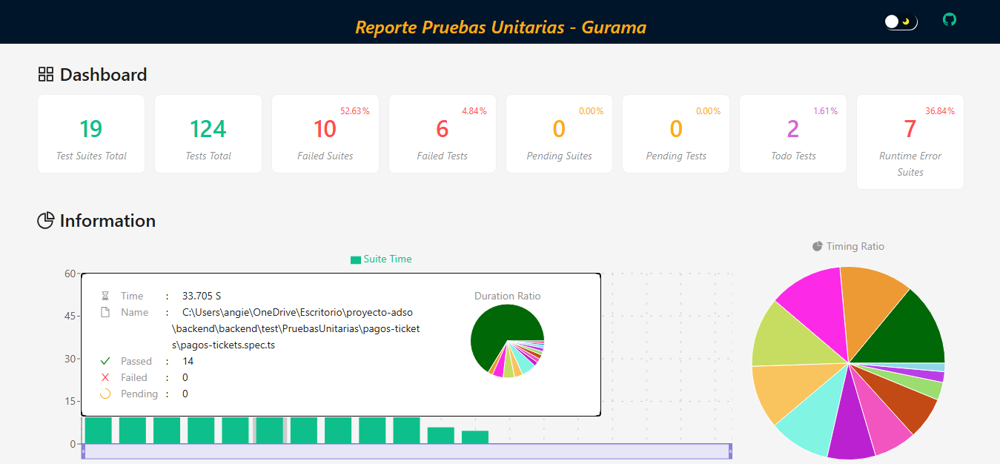 Reporte Pruebas Unitarias - Gurama
Dashboard
19
Test Suites Total
124
Tests Total
52.63%
10
Failed Suites
4.84%
6
Failed Tests
0.00%
0
Pending Suites
0.00%
0
Pending Tests
1.61%
2
Todo Tests
36.84%
7
Runtime Error
Suites
Information
Suite Time
60
45
30
15
0
Time : 33.705 S
Name : C:\Users\angie\OneDrive\Escritorio\proyecto-adso
\backend\backend\test\PruebasUnitarias\pagos-ticket
s\pagos-tickets.spec.ts
Passed : 14
Failed : 0
Pending : 0
Duration Ratio
Timing Ratio